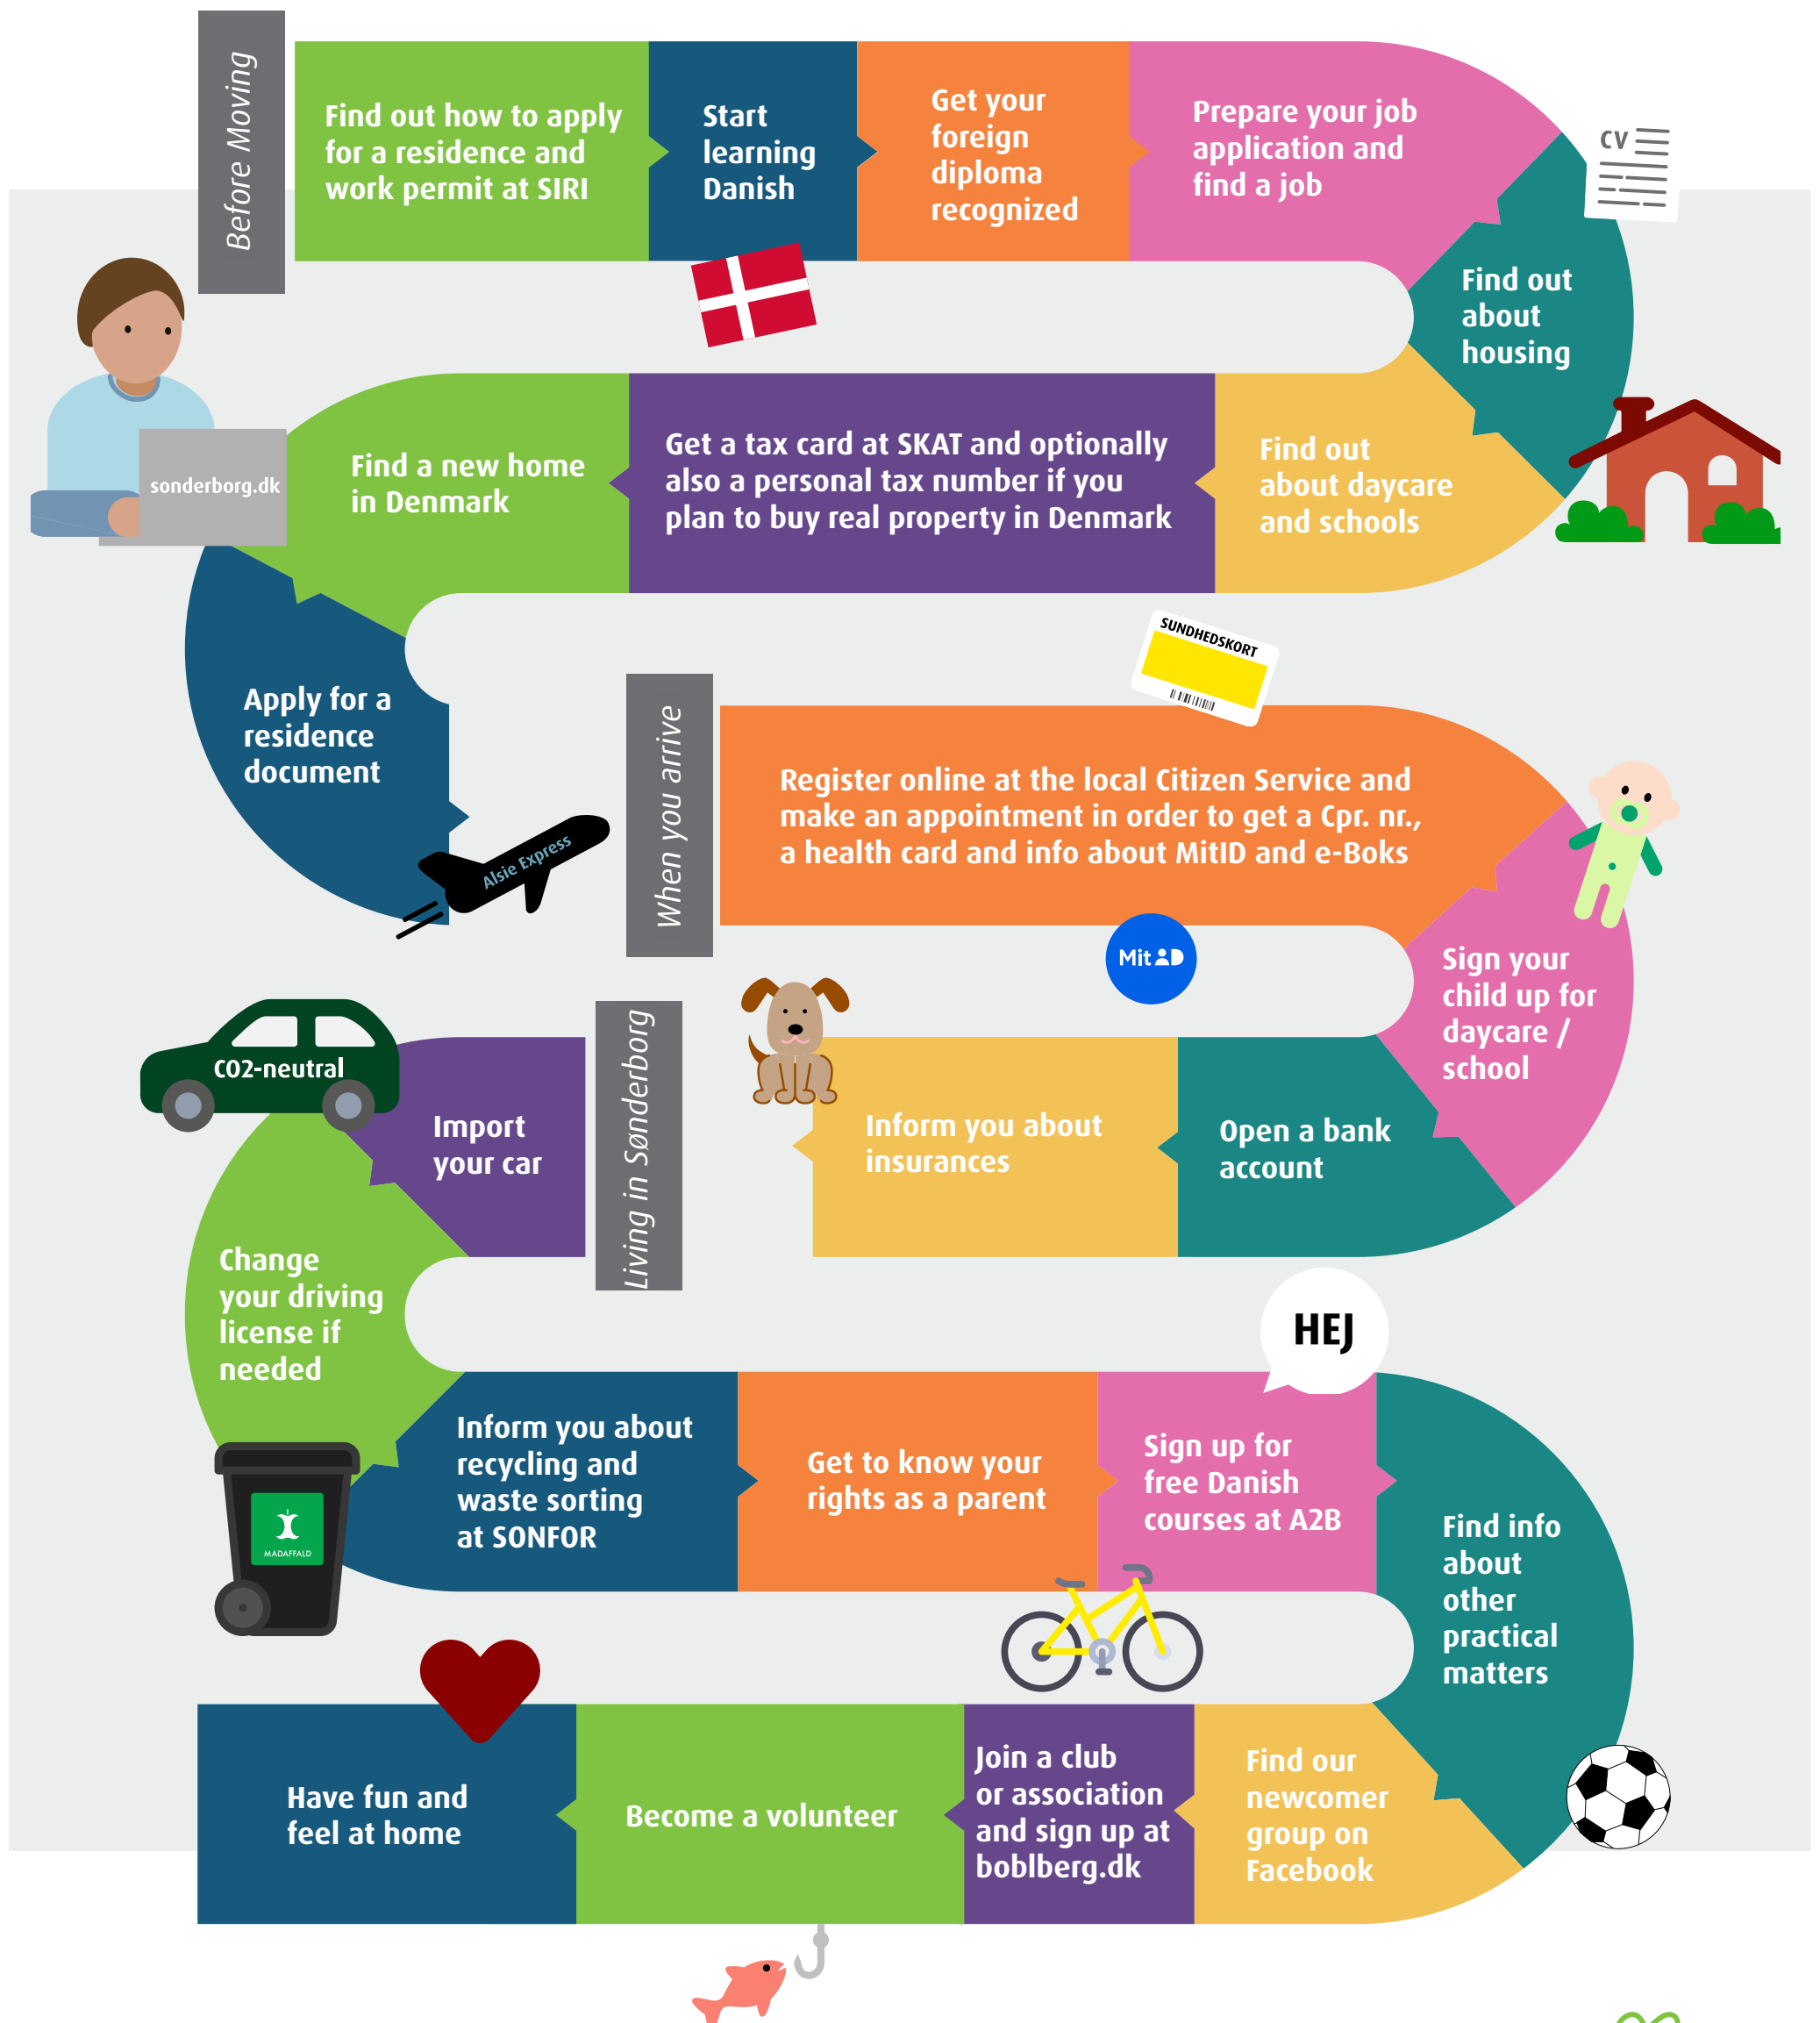 Before Moving
Find out how to apply
for a residence and
work permit at SIRI
Start
learning
Danish
Get your
foreign
diploma
recognized
Prepare your job
application and
find a job
CV
Find out
about
housing
Find out
about daycare
and schools
Get a tax card at SKAT and optionally
also a personal tax number if you
plan to buy real property in Denmark
Find a new home
in Denmark
sonderborg.dk
Apply for a
residence
document
Alsie Express
When you arrive
SUNDHEDSKORT
Register online at the local Citizen Service and
make an appointment in order to get a Cpr. nr.,
a health card and info about MitID and e-Boks
Mit D
Sign your
child up for
daycare /
school
Open a bank
account
Inform you about
insurances
Living in Sønderborg
Import
your car
CO2-neutral
Change
your driving
license if
needed
Inform you about
recycling and
waste sorting
at SONFOR
MADAFFALD
Get to know your
rights as a parent
HEJ
Sign up for
free Danish
courses at A2B
Find info
about
other
practical
matters
Find our
newcomer
group on
Facebook
Join a club
or association
and sign up at
boblberg.dk
Become a volunteer
Have fun and
feel at home